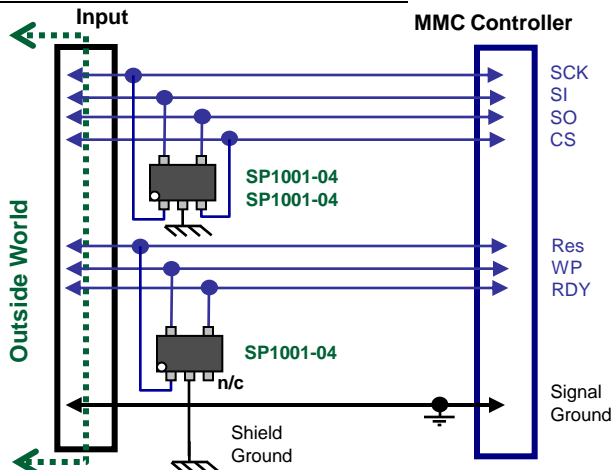 Input
MMC Controller
SCK
SI
SO
CS
SP1001-04
SP1001-04
Outside World
Res
WP
RDY
SP1001-04
n/c
Signal
Ground
Shield
Ground